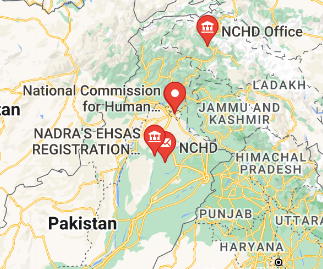 NCHD Office
National Commission
for Human...
LADAKH
JAMMU AND
KASHMIR
NADRA'S EHSAS
REGISTRATION...
NCHD
HIMACHAL
PRADESH
Pakistan
PUNJAB
UTTARA
HARYANA
tan